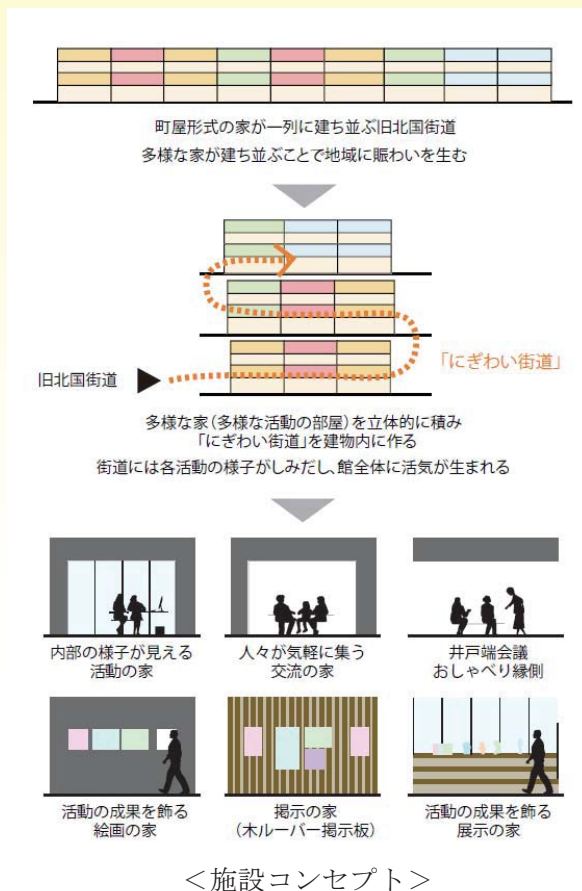 町屋形式の家が一列に建ち並ぶ旧北国街道
多様な家が建ち並ぶことで地域に賑わいを生む
旧北国街道
「にぎわい街道」
多様な家(多様な活動の部屋)を立体的に積み
「にぎわい街道」を建物内に作る
街道には各活動の様子がしみだし、館全体に活気が生まれる
内部の様子が見える
活動の家
人々が気軽に集う
交流の家
井戸端会議
おしゃべり縁側
活動の成果を飾る
絵画の家
掲示の家
(木ルーバー掲示板)
活動の成果を飾る
展示の家
＜施設コンセプト＞